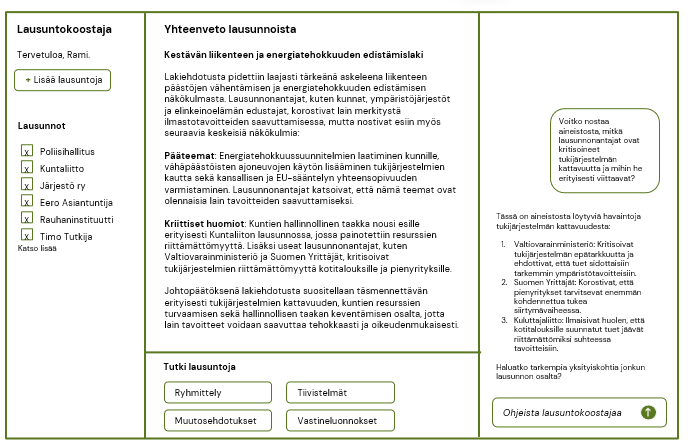 Lausuntokoostaja
Tervetuloa, Rami.
+ Lisää lausuntoja
Lausunnot
x Poliisihallitus
x Kuntaliitto
x Järjestö ry
x Eero Asiantuntija
x Rauhaninstituutti
x Timo Tutkija
Katso lisää
Yhteenveto lausunnoista
Kestävän liikenteen ja energiatehokkuuden edistämislaki
Lakiehdotusta pidettiin laajasti tärkeänä askeleena liikenteen
päästöjen vähentämisen ja energiatehokkuuden edistämisen
näkökulmasta. Lausunnonantajat, kuten kunnat, ympäristöjärjestöt
ja elinkeinoelämän edustajat, korostivat lain merkitystä
ilmastotavoitteiden saavuttamisessa, mutta nostivat esiin myös
seuraavia keskeisiä näkökulmia:
Pääteemat: Energiatehokkuussuunnitelmien laatiminen kunnille,
vähäpäästöisten ajoneuvojen käytön lisääminen tukijärjestelmien
kautta sekä kansallisen ja EU-sääntelyn yhteensopivuuden
varmistaminen. Lausunnonantajat katsoivat, että nämä teemat ovat
olennaisia lain tavoitteiden saavuttamiseksi.
Kriittiset huomiot: Kuntien hallinnollinen taakka nousi esille
erityisesti Kuntaliiton lausunnossa, jossa painotettiin resurssien
riittämättömyyttä. Lisäksi useat lausunnonantajat, kuten
Valtiovarainministeriö ja Suomen Yrittäjät, kritisoivat
tukijärjestelmien riittämättömyyttä kotitalouksille ja pienyrityksille.
Johtopäätöksenä lakiehdotusta suositellaan täsmennettävän
erityisesti tukijärjestelmien kattavuuden, kuntien resurssien
turvaamisen sekä hallinnollisen taakan keventämisen osalta, jotta
lain tavoitteet voidaan saavuttaa tehokkaasti ja oikeudenmukaisesti.
Tutki lausuntoja
Ryhmittely
Tiivistelmät
Muutosehdotukset
Vastineluonnokset
Voitko nostaa
aineistosta, mitkä
lausunnonantajat ovat
kritisoineet
tukijärjestelmän
kattavuutta ja mihin he
erityisesti viittaavat?
Tässä on aineistosta löytyviä havaintoja
tukijärjestelmän kattavuudesta:
1. Valtiovarainministeriö: Kritisoivat
tukijärjestelmän epätarkkuutta ja
ehdottivat, että tuet sidottaisiin
tarkemmin ympäristötavoitteisiin.
2. Suomen Yrittäjät: Korostivat, että
pienyritykset tarvitsevat enemmän
kohdennettua tukea
siirtymävaiheessa.
3. Kuluttajaliitto: Ilmaisivat huolen, että
kotitalouksille suunnatut tuet jäävät
riittämättömiksi suhteessa
tavoitteisiin.
Haluatko tarkempia yksityiskohtia jonkun
lausunnon osalta?
Ohjeista lausuntokoostajaa